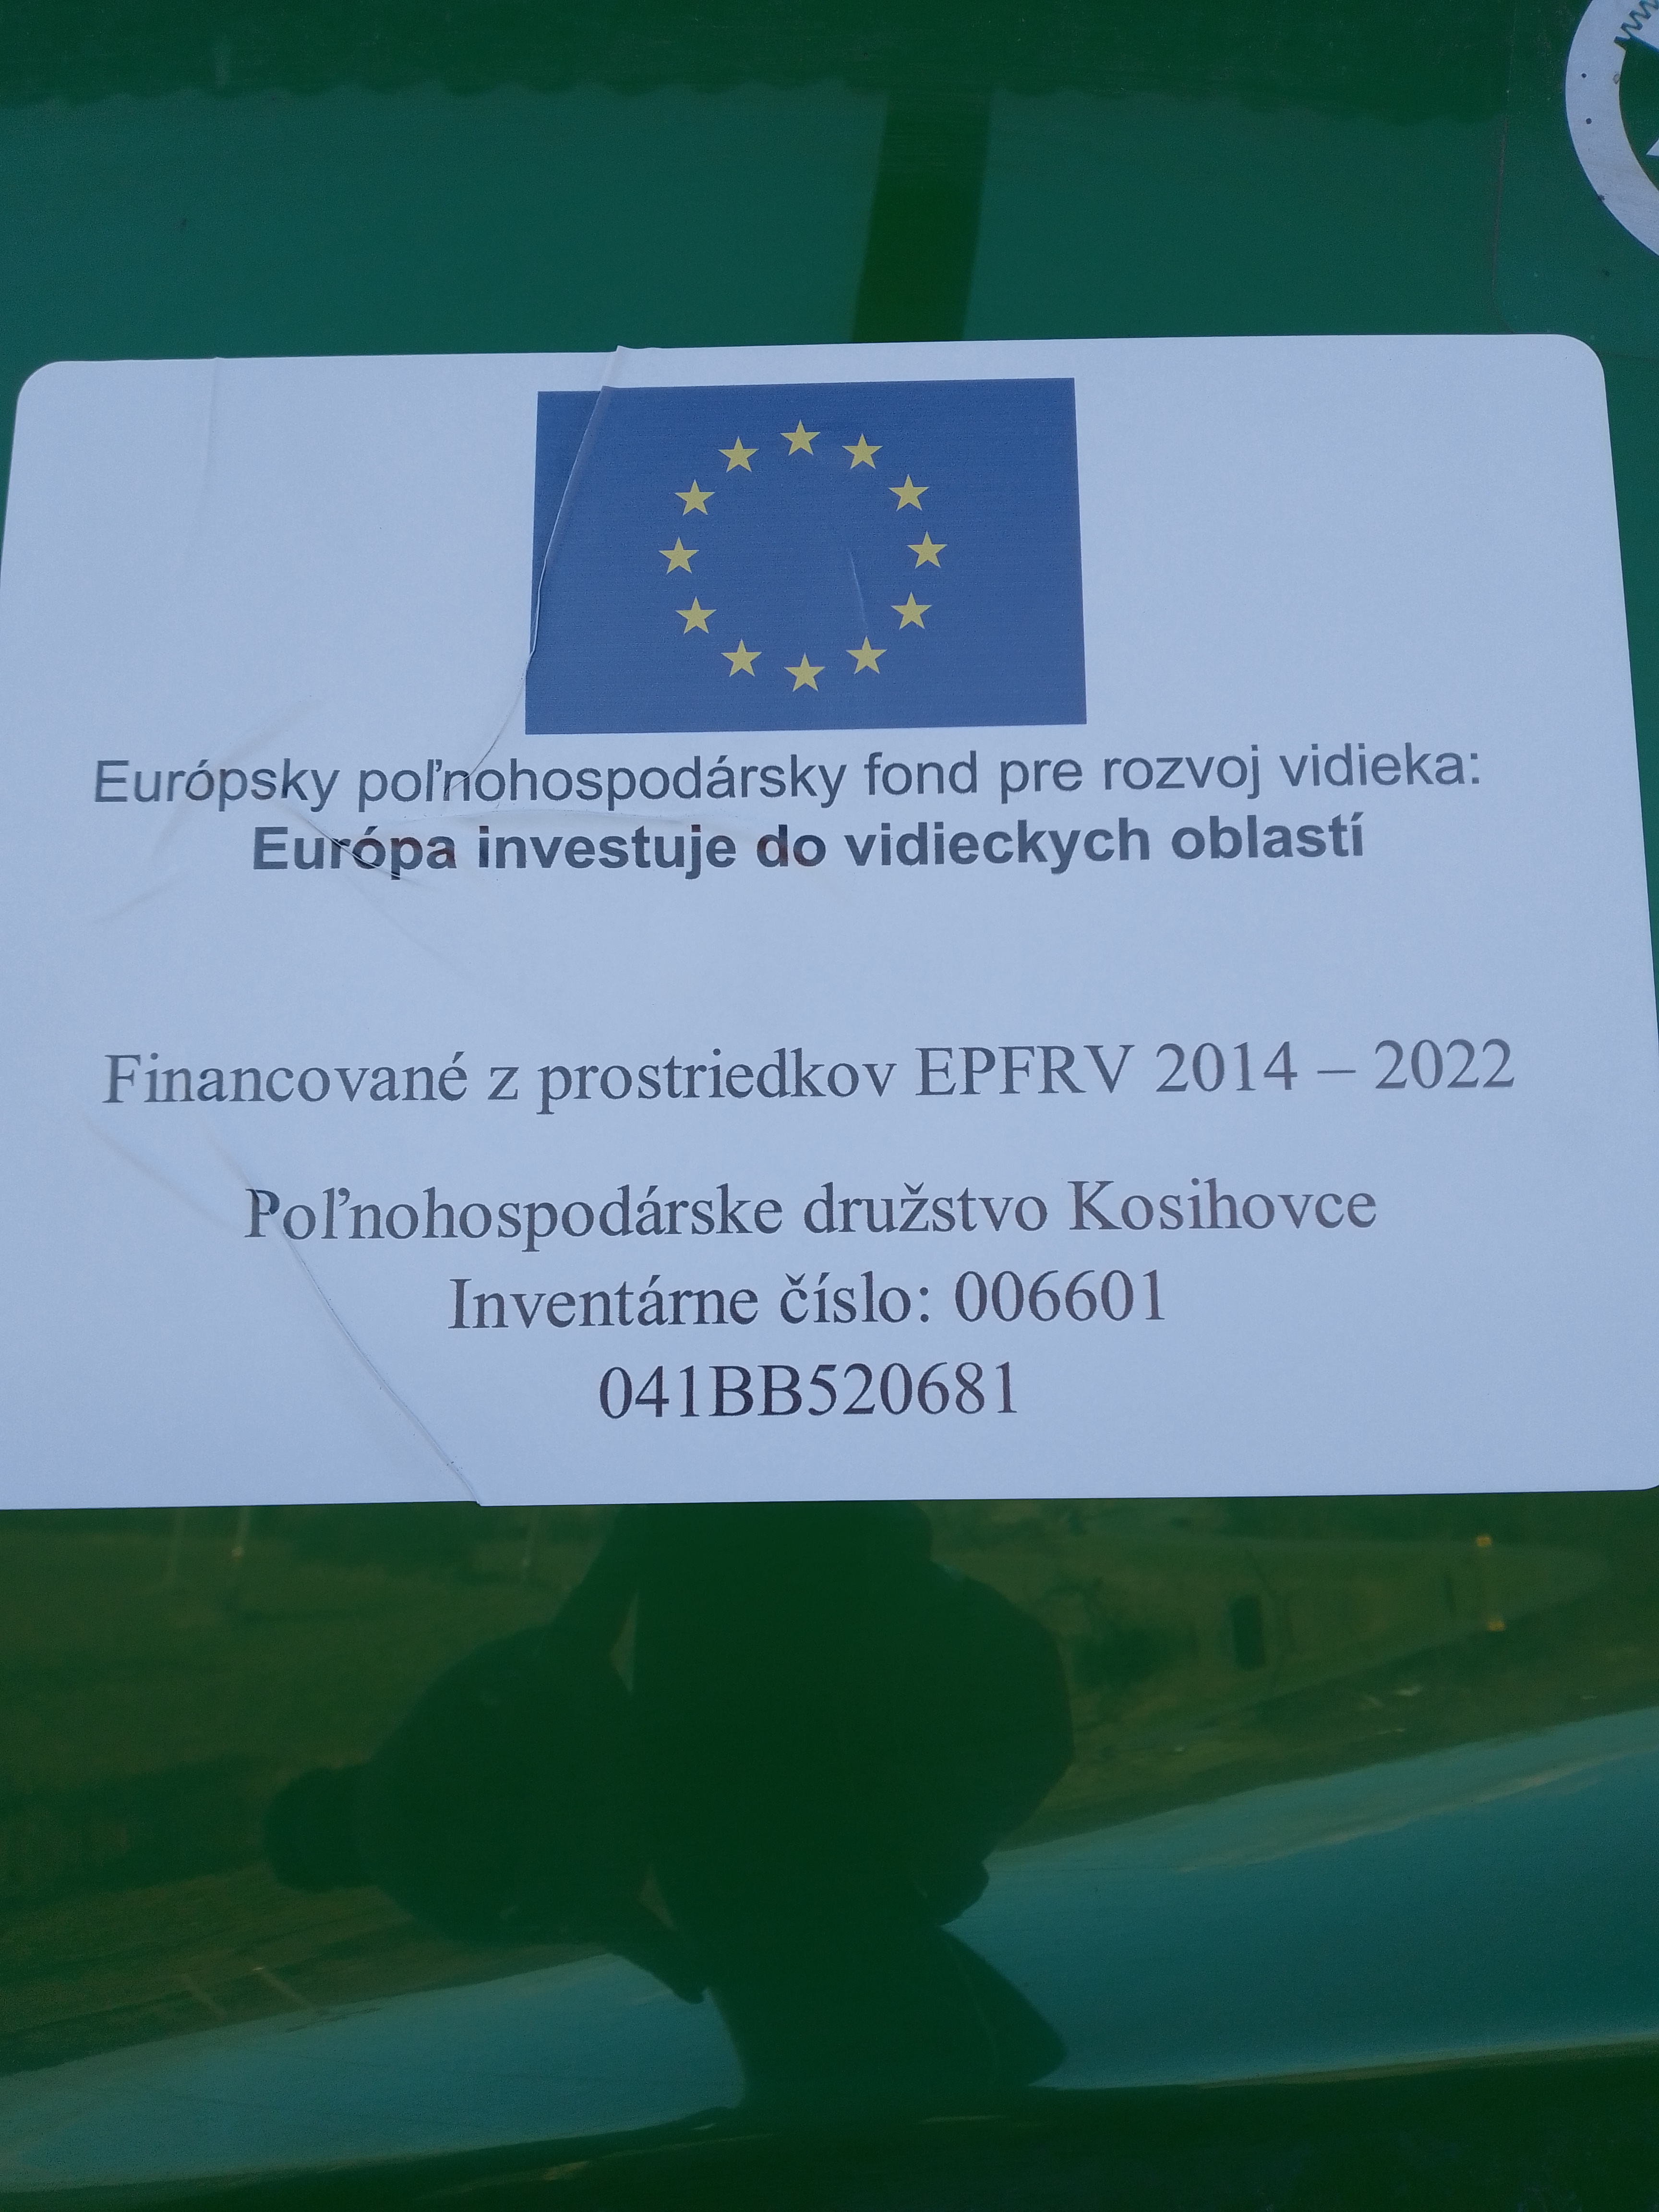 Európsky poľnohospodársky fond pre rozvoj vidieka:
Európa investuje do vidieckych oblastí
Financované z prostriedkov EPFRV 2014 – 2022
Poľnohospodárske družstvo Kosihovce
Inventárne číslo: 006601
041BB520681